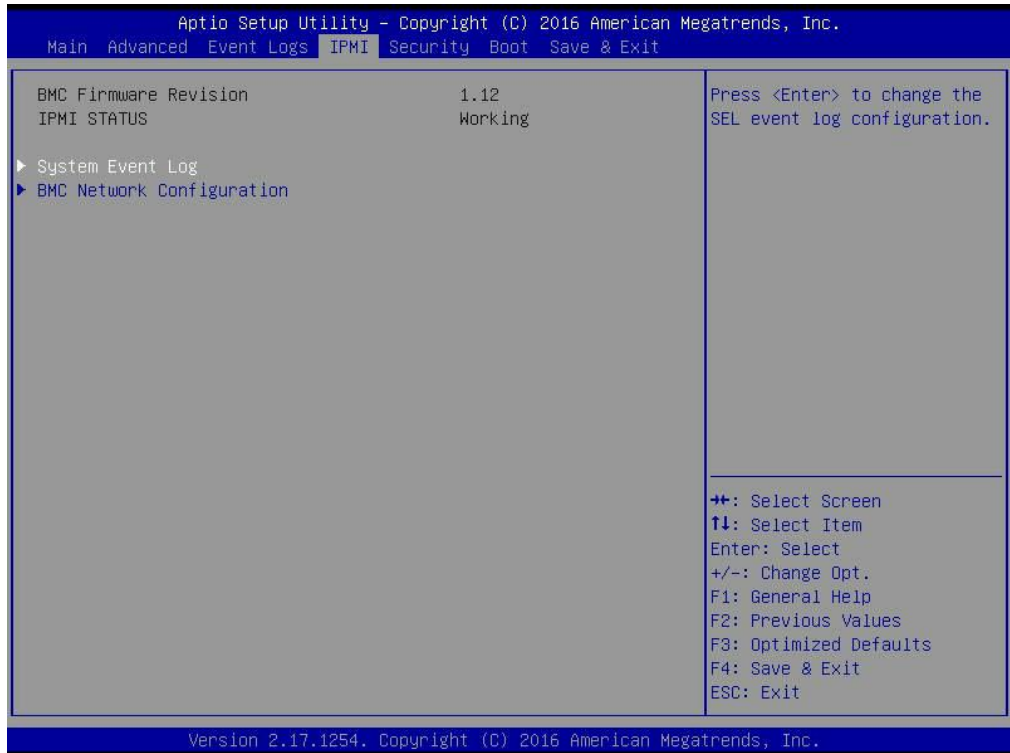 Aptio Setup Utility – Copyright (C) 2016 American Megatrends, Inc.
Main Advanced Event Logs IPMI Security Boot Save & Exit
BMC Firmware Revision 1.12
IPMI STATUS Working
▶ System Event Log
▶ BMC Network Configuration
Press <Enter> to change the
SEL event log configuration.
→←: Select Screen
↑↓: Select Item
Enter: Select
+/-: Change Opt.
F1: General Help
F2: Previous Values
F3: Optimized Defaults
F4: Save & Exit
ESC: Exit
Version 2.17.1254. Copyright (C) 2016 American Megatrends, Inc.